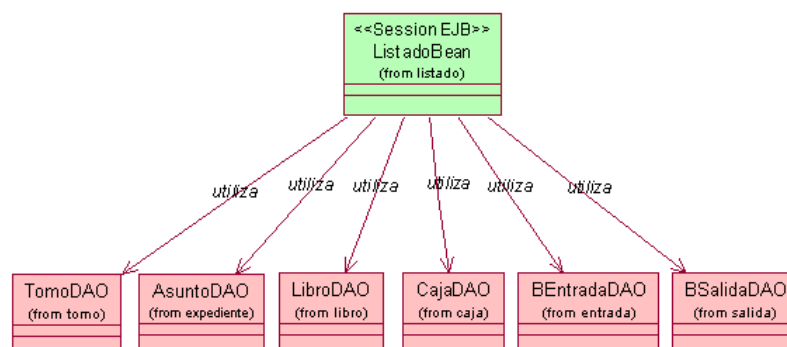 <<Session EJB>>
ListadoBean
(from listado)
utiliza utiliza utiliza utiliza utiliza utiliza
TomoDAO AsuntoDAO LibroDAO CajaDAO BEntradaDAO BSalidaDAO
(from tomo) (from expediente) (from libro) (from caja) (from entrada) (from salida)